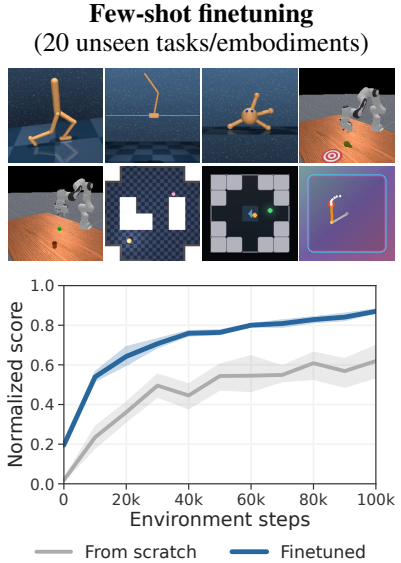 Few-shot finetuning
(20 unseen tasks/embodiments)
Normalized score
1.0
0.8
0.6
0.4
0.2
0.0
0 20k 40k 60k 80k 100k
Environment steps
From scratch Finetuned